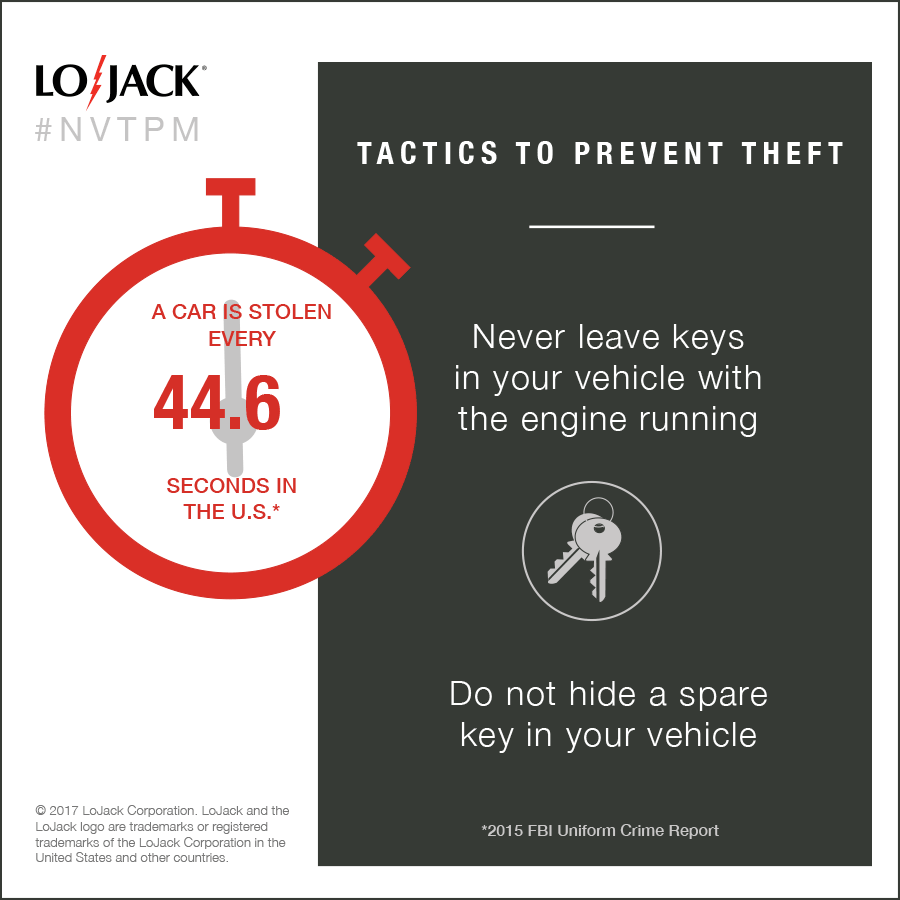 LOJACK®
#NVTPM
A CAR IS STOLEN
EVERY
44.6
SECONDS IN
THE U.S.*
TACTICS TO PREVENT THEFT
Never leave keys
in your vehicle with
the engine running
Do not hide a spare
key in your vehicle
*2015 FBI Uniform Crime Report
© 2017 LoJack Corporation. LoJack and the
LoJack logo are trademarks or registered
trademarks of the LoJack Corporation in the
United States and other countries.